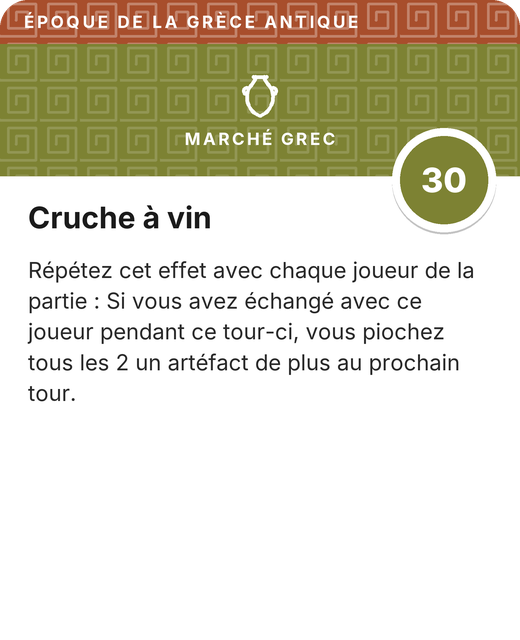 ÉPOQUE DE LA GRÈCE ANTIQUE
MARCHÉ GREC
30
Cruche à vin
Répétez cet effet avec chaque joueur de la
partie : Si vous avez échangé avec ce
joueur pendant ce tour-ci, vous piochez
tous les 2 un artéfact de plus au prochain
tour.